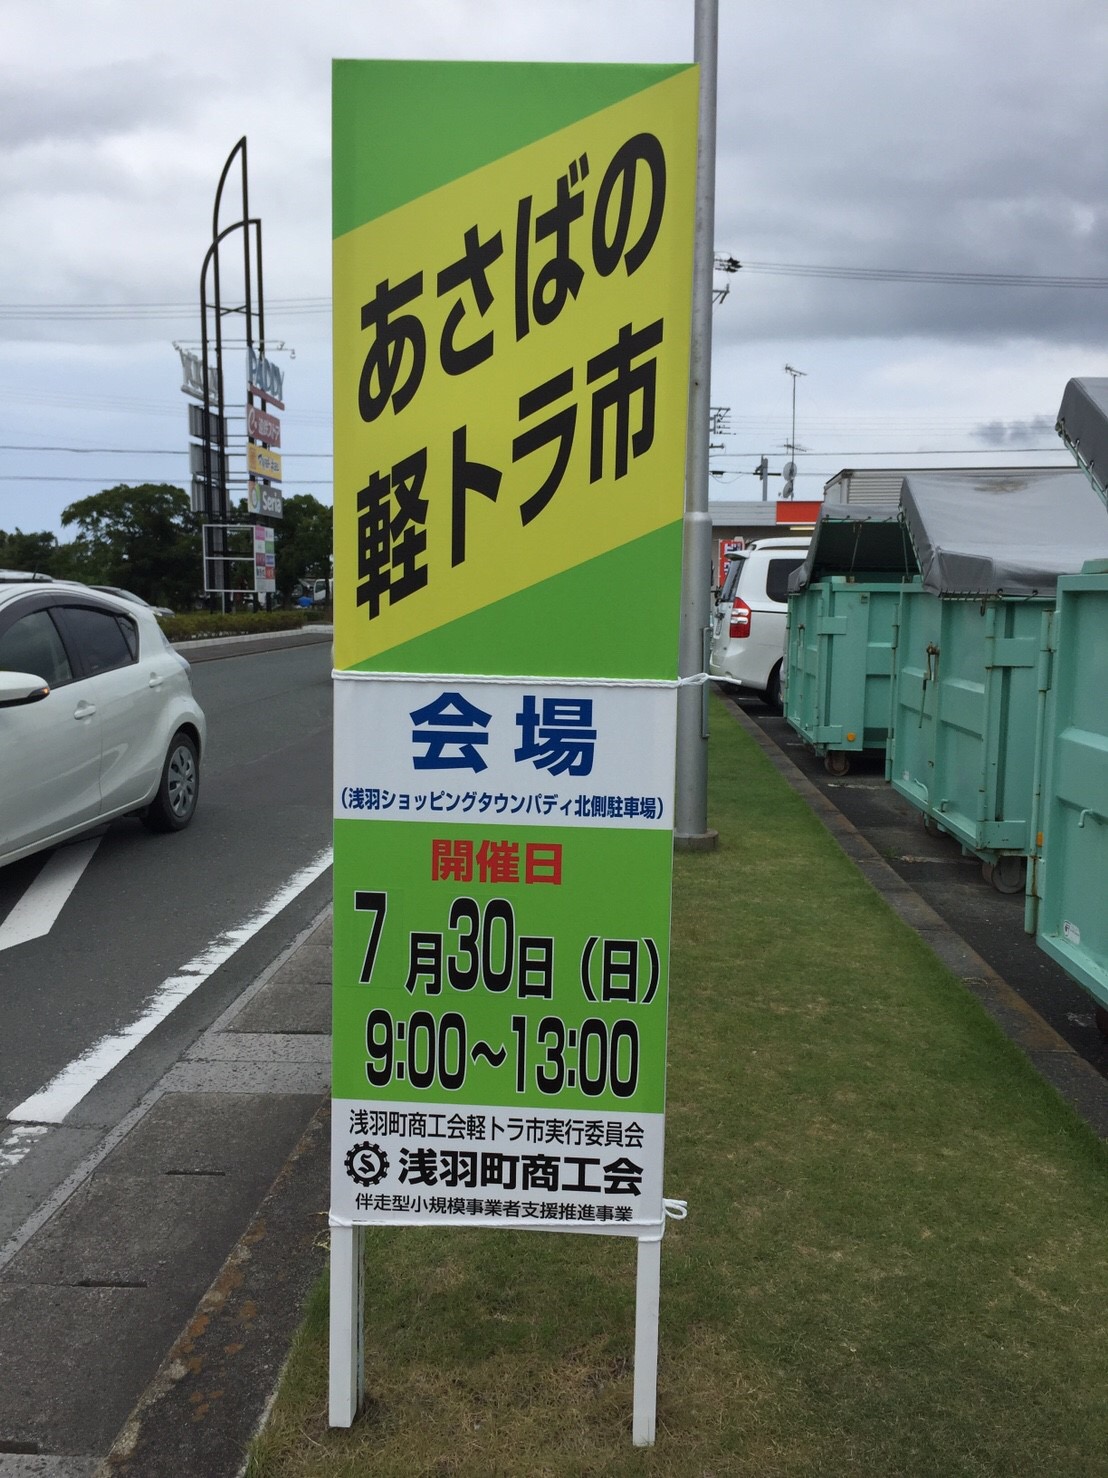 あさばの
軽トラ市
会場
（浅羽ショッピングタウンパディ北側駐車場）
開催日
7月30日（日）
9:00～13:00
浅羽町商工会軽トラ市実行委員会
浅羽町商工会
伴走型小規模事業者支援推進事業
PADDY
Seria